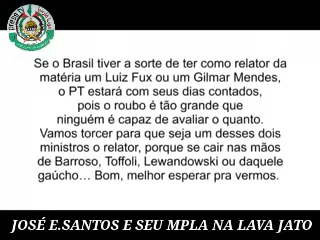 Se o Brasil tiver a sorte de ter como relator da
matéria um Luiz Fux ou um Gilmar Mendes,
o PT estará com seus dias contados,
pois o roubo é tão grande que
ninguém é capaz de avaliar o quanto.
Vamos torcer para que seja um desses dois
ministros o relator, porque se cair nas mãos
de Barroso, Toffoli, Lewandowski ou daquele
gaúcho… Bom, melhor esperar pra vermos.
JOSÉ E.SANTOS E SEU MPLA NA LAVA JATO